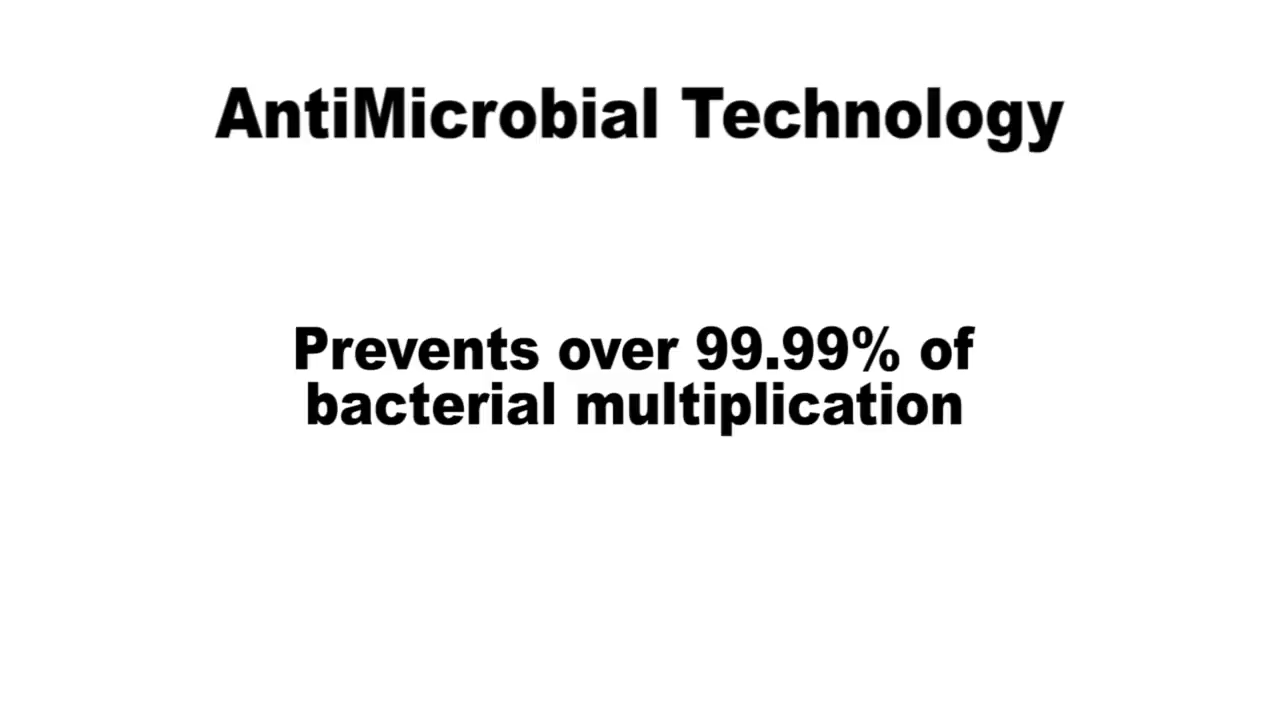 AntiMicrobial Technology
Prevents over 99.99% of
bacterial multiplication